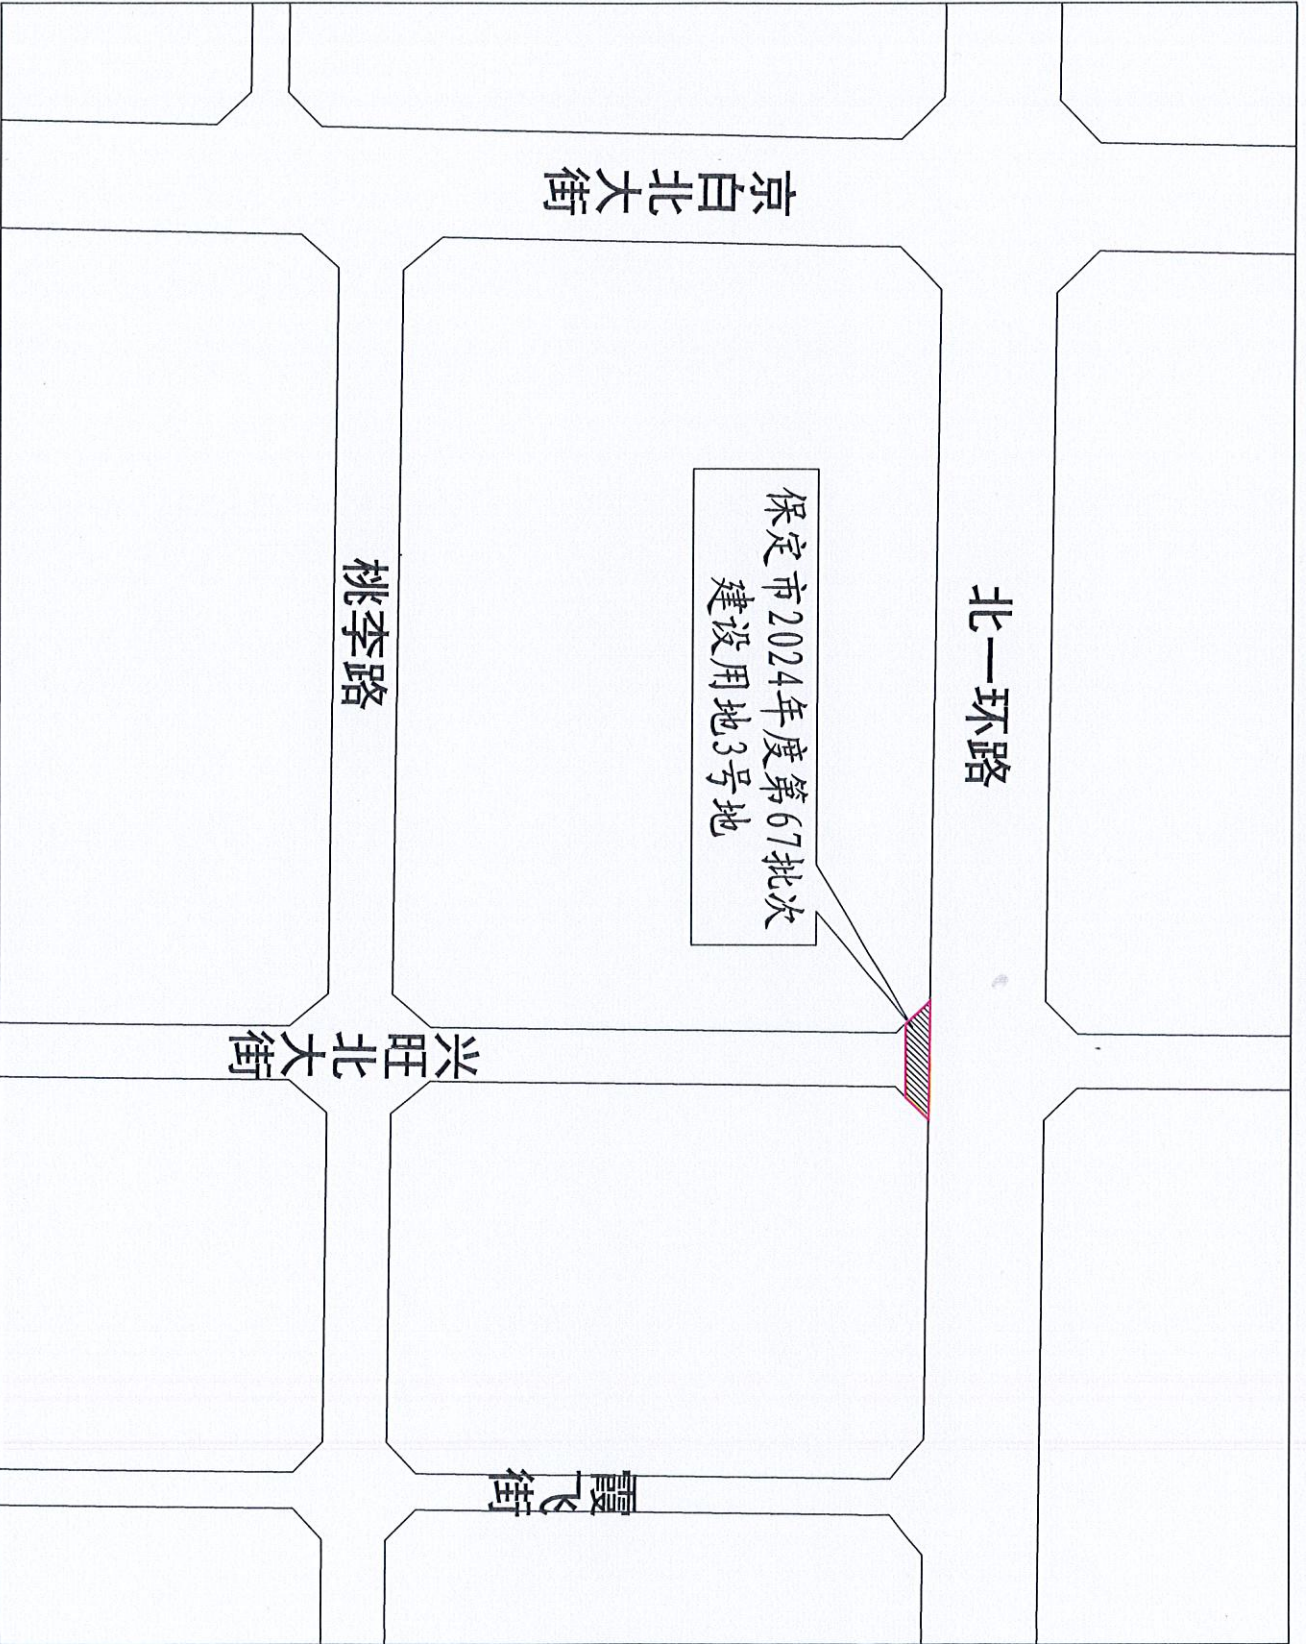 北一环路
保定市2024年度第67批次
建设用地3号地
京白北大街
桃李路
兴旺北大街
霞飞街